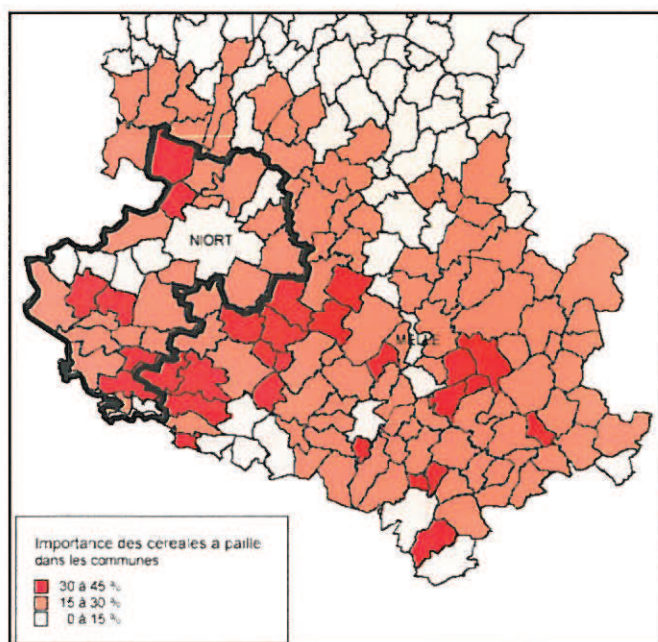 NIORT
MELLE
Importance des cereales a paille
dans les communes
30 à 45 %
15 à 30 %
0 à 15 %